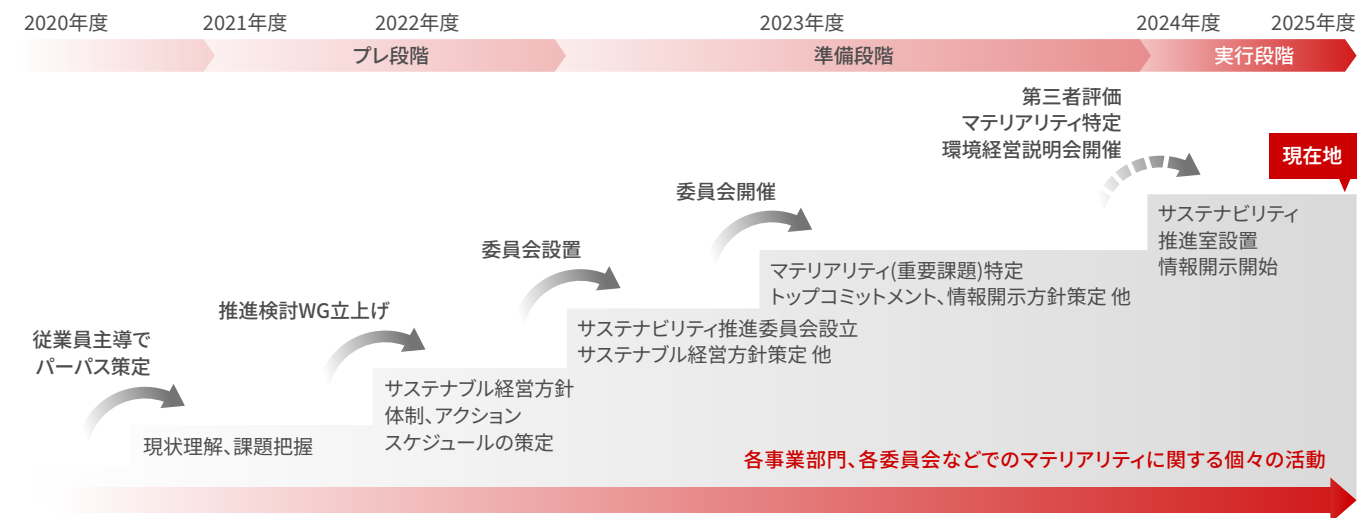 2020年度
2021年度
2022年度
2023年度
2024年度
2025年度
プレ段階
準備段階
実行段階
従業員主導で
パーパス策定
推進検討WG立上げ
委員会設置
委員会開催
第三者評価
マテリアリティ特定
環境経営説明会開催
現在地
現状理解、課題把握
サステナブル経営方針
体制、アクション
スケジュールの策定
サステナビリティ推進委員会設立
サステナブル経営方針策定 他
マテリアリティ(重要課題)特定
トップコミットメント、情報開示方針策定 他
サステナビリティ
推進室設置
情報開示開始
各事業部門、各委員会などでのマテリアリティに関する個々の活動